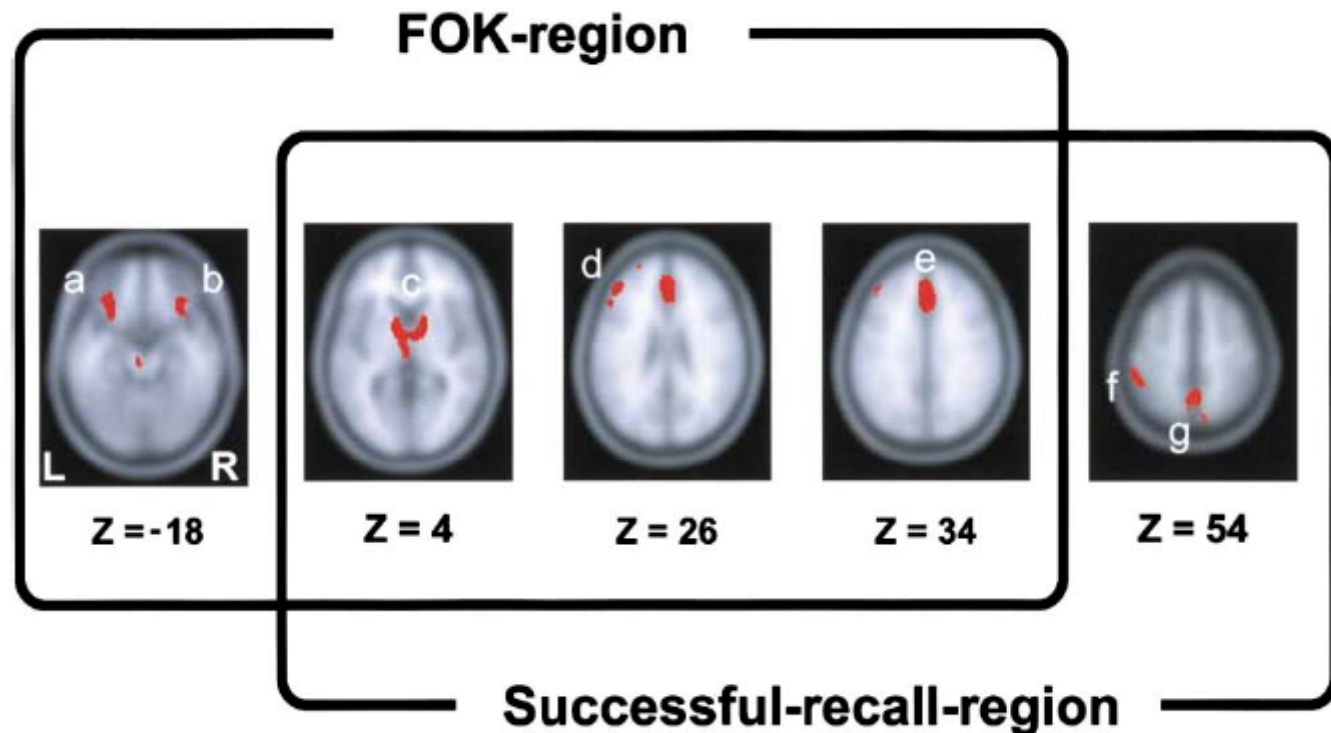 FOK-region
a b c d e f g
L R
Z = -18 Z = 4 Z = 26 Z = 34 Z = 54
Successful-recall-region